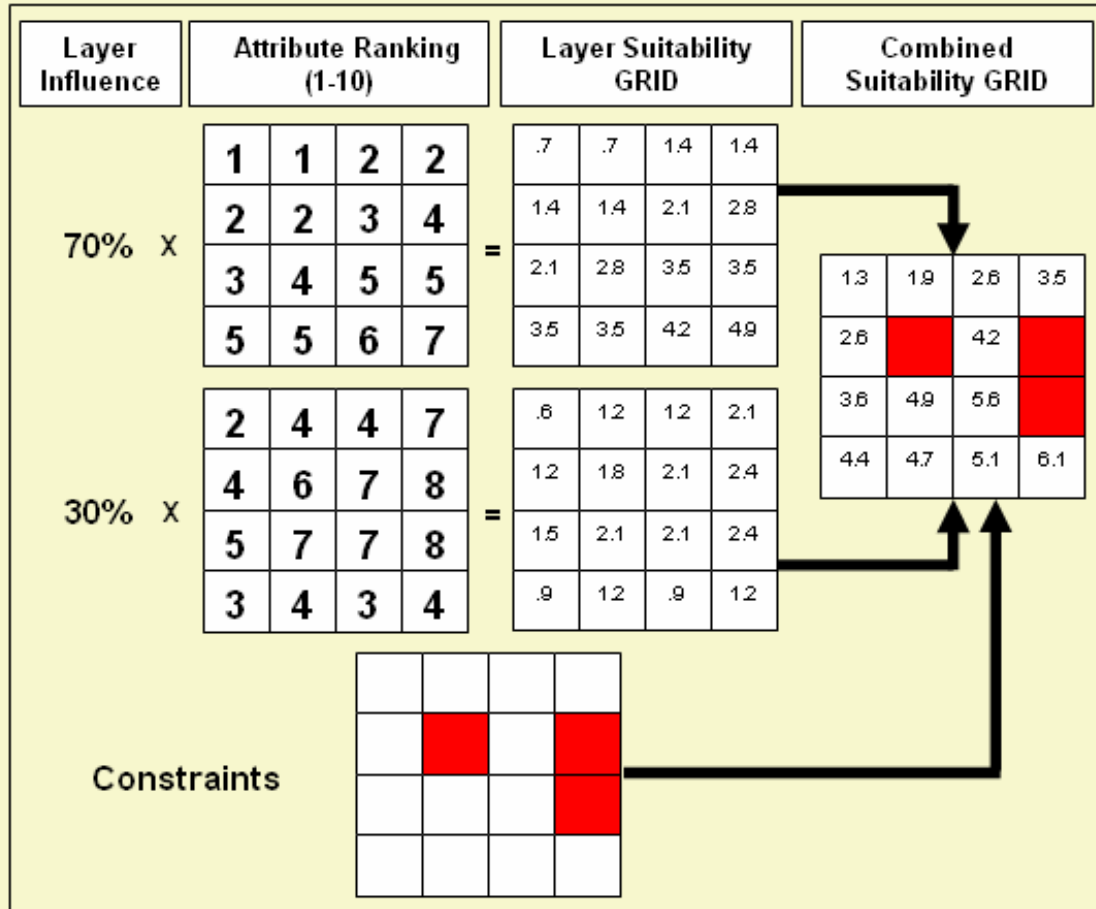 Layer Influence
Attribute Ranking (1-10)
Layer Suitability GRID
Combined Suitability GRID
70% X
1 1 2 2
2 2 3 4
3 4 5 5
5 5 6 7
=
.7 .7 1.4 1.4
1.4 1.4 2.1 2.8
2.1 2.8 3.5 3.5
3.5 3.5 4.2 4.9
1.3 1.9 2.6 3.5
2.6 4.2
3.6 4.9 5.6
4.4 4.7 5.1 6.1
30% X
2 4 4 7
4 6 7 8
5 7 7 8
3 4 3 4
=
.6 1.2 1.2 2.1
1.2 1.8 2.1 2.4
1.5 2.1 2.1 2.4
.9 1.2 .9 1.2
Constraints